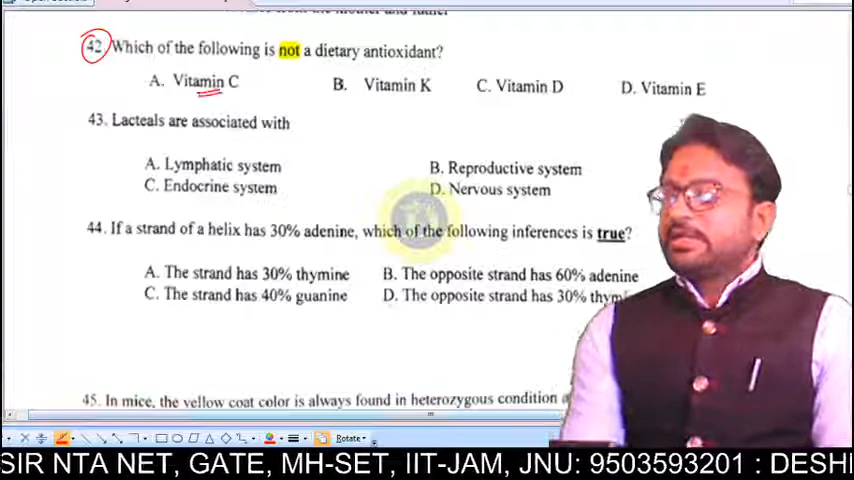 42. Which of the following is not a dietary antioxidant?
A. Vitamin C B. Vitamin K C. Vitamin D D. Vitamin E
43. Lacteals are associated with
A. Lymphatic system B. Reproductive system
C. Endocrine system D. Nervous system
44. If a strand of a helix has 30% adenine, which of the following inferences is true?
A. The strand has 30% thymine B. The opposite strand has 60% adenine
C. The strand has 40% guanine D. The opposite strand has 30%
45. In mice, the yellow coat color is always found in heterozygous condition
Rotate
SIR NTA NET, GATE, MH-SET, IIT-JAM, JNU: 9503593201 : DESHI